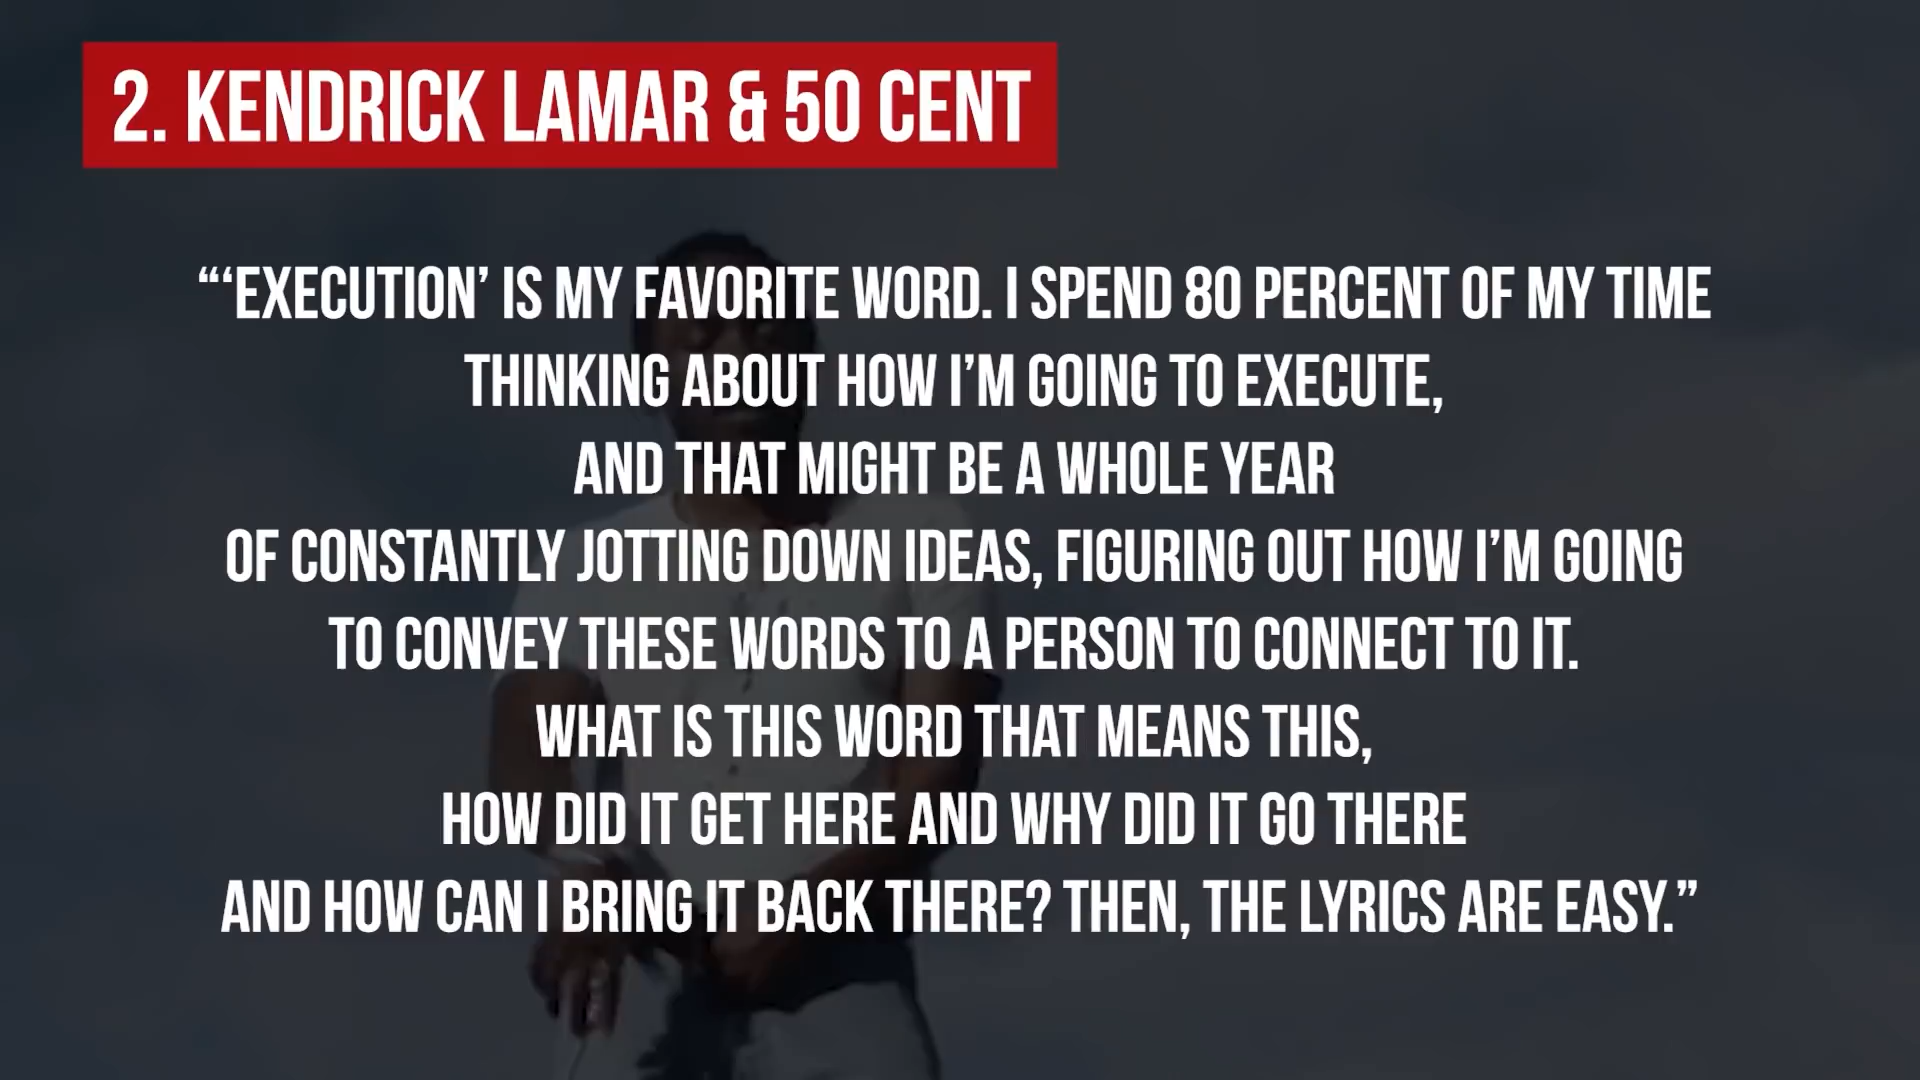 2. KENDRICK LAMAR & 50 CENT
“‘EXECUTION’ IS MY FAVORITE WORD. I SPEND 80 PERCENT OF MY TIME
THINKING ABOUT HOW I’M GOING TO EXECUTE,
AND THAT MIGHT BE A WHOLE YEAR
OF CONSTANTLY JOTTING DOWN IDEAS, FIGURING OUT HOW I’M GOING
TO CONVEY THESE WORDS TO A PERSON TO CONNECT TO IT.
WHAT IS THIS WORD THAT MEANS THIS,
HOW DID IT GET HERE AND WHY DID IT GO THERE
AND HOW CAN I BRING IT BACK THERE? THEN, THE LYRICS ARE EASY.”